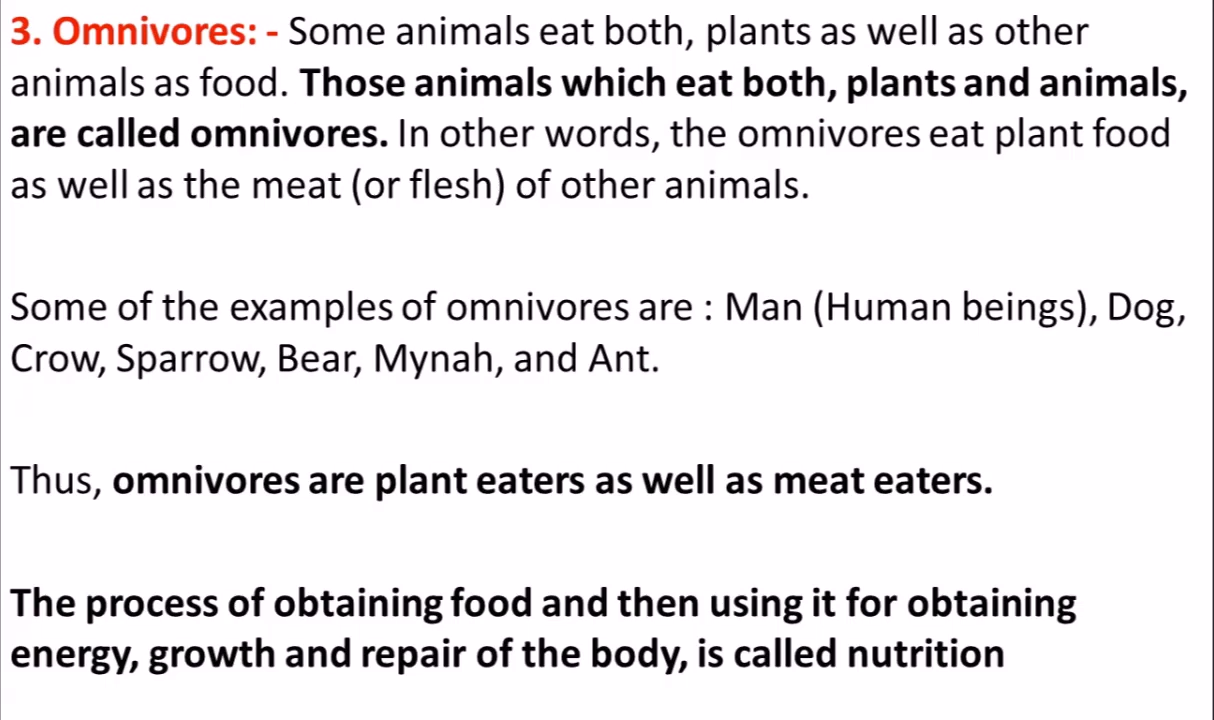 3. Omnivores: - Some animals eat both, plants as well as other
animals as food. Those animals which eat both, plants and animals,
are called omnivores. In other words, the omnivores eat plant food
as well as the meat (or flesh) of other animals.
Some of the examples of omnivores are : Man (Human beings), Dog,
Crow, Sparrow, Bear, Mynah, and Ant.
Thus, omnivores are plant eaters as well as meat eaters.
The process of obtaining food and then using it for obtaining
energy, growth and repair of the body, is called nutrition